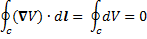 ∮_c (∇V) · dl = ∮_c dV = 0